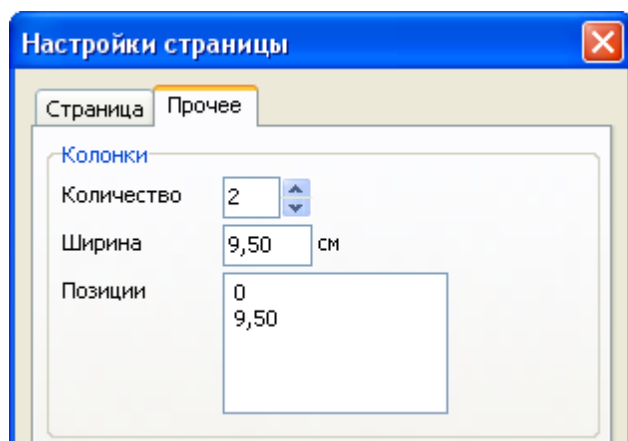 Настройки страницы
Страница Прочее
Колонки
Количество 2
Ширина 9,50 см
Позиции 0
9,50